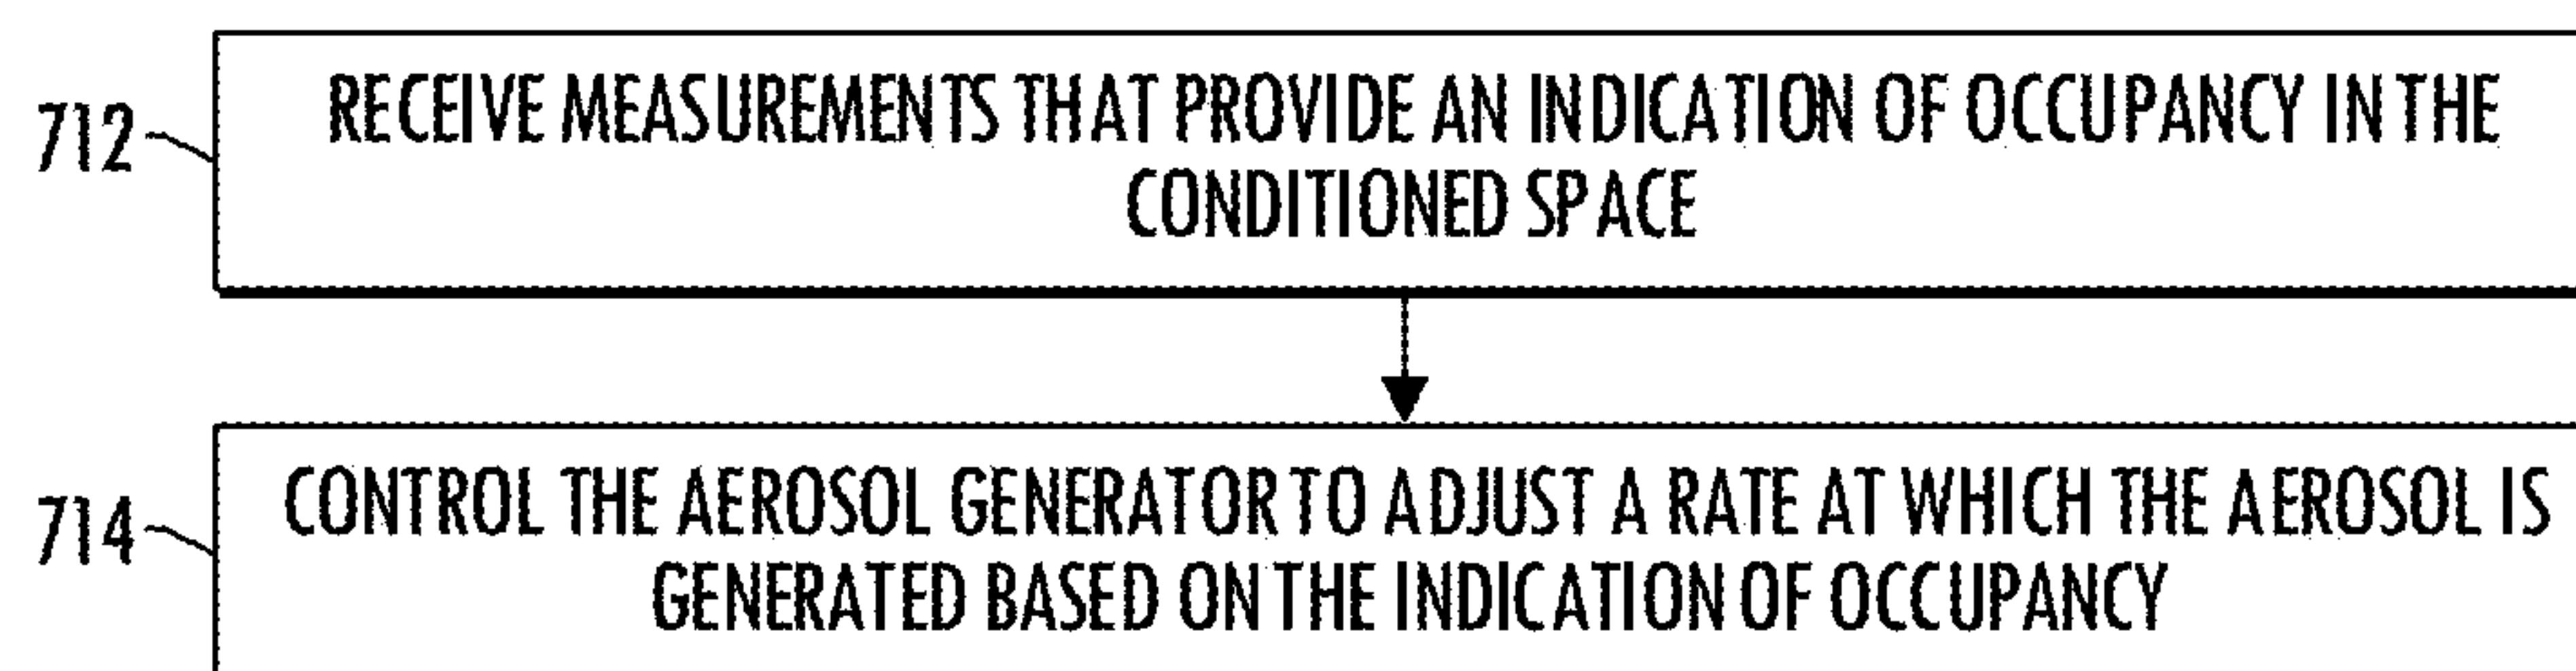 712
RECEIVE MEASUREMENTS THAT PROVIDE AN INDICATION OF OCCUPANCY IN THE
CONDITIONED SPACE
714
CONTROL THE AEROSOL GENERATOR TO ADJUST A RATE AT WHICH THE AEROSOL IS
GENERATED BASED ON THE INDICATION OF OCCUPANCY